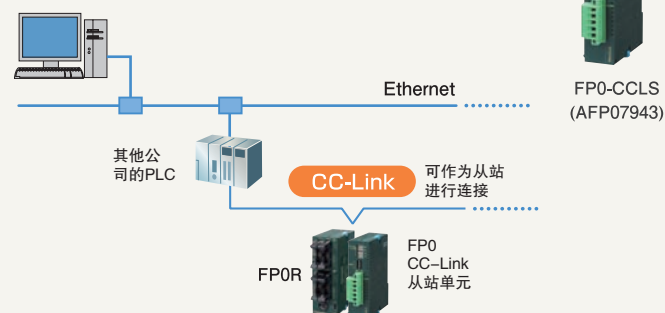 Ethernet
FP0-CCLS
(AFP07943)
其他公
司的PLC
CC-Link
可作为从站
进行连接
FP0R
FP0
CC-Link
从站单元